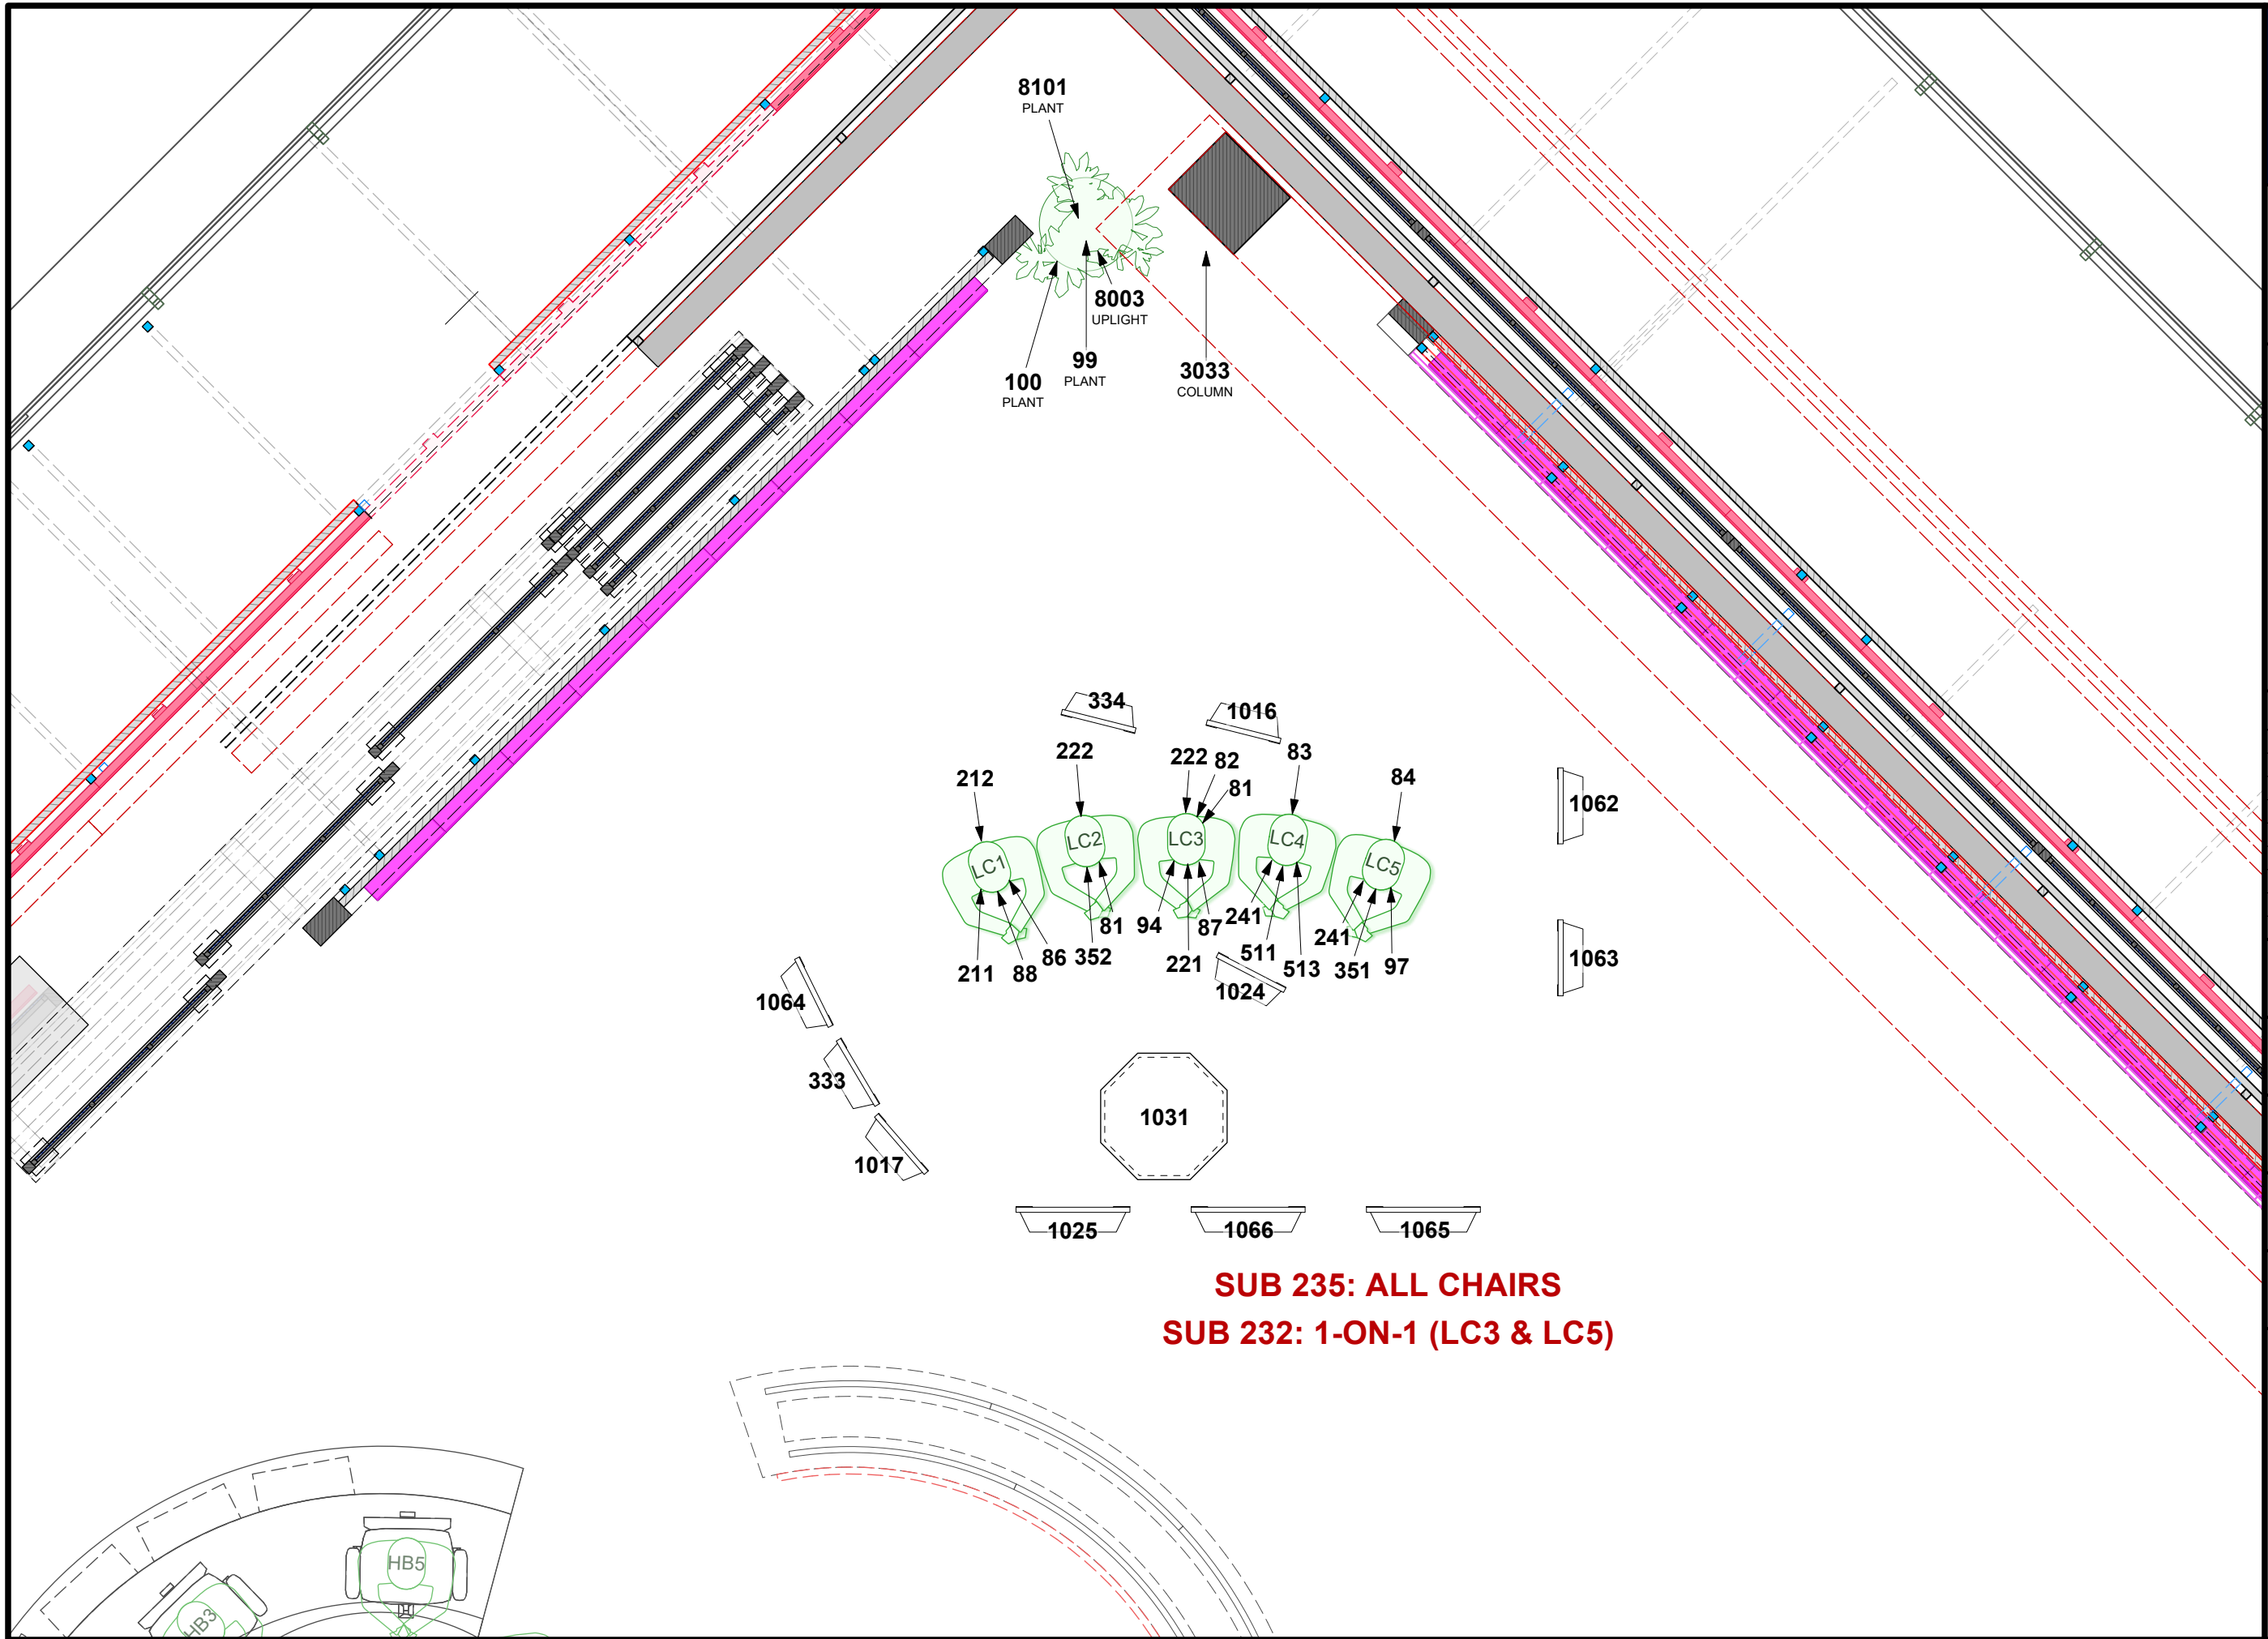 8101
PLANT
8003
UPLIGHT
99
PLANT
100
PLANT
3033
COLUMN
334
1016
222
222
82
83
212
81
84
1062
LC1
LC2
LC3
LC4
LC5
81
94
87
241
241
86
352
211
88
221
511
513
351
97
1063
1064
1024
333
1031
1017
1025
1066
1065
SUB 235: ALL CHAIRS
SUB 232: 1-ON-1 (LC3 & LC5)
HB5
HB3